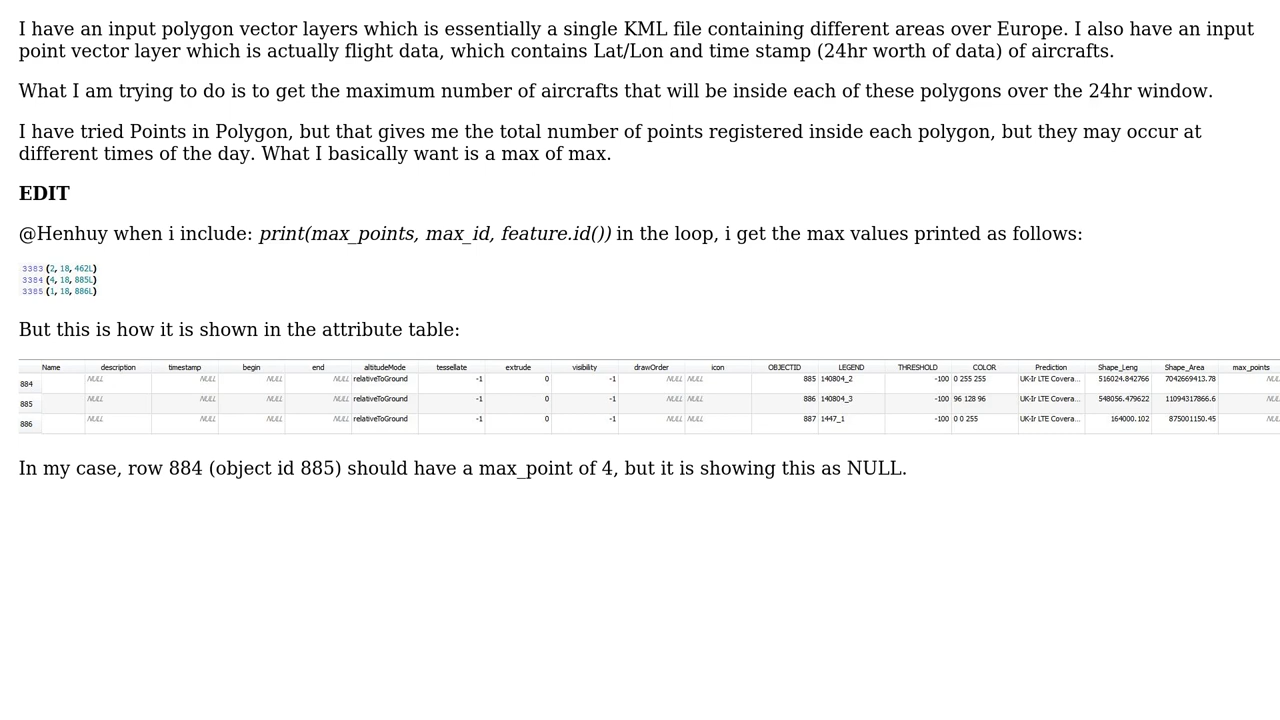 I have an input polygon vector layers which is essentially a single KML file containing different areas over Europe. I also have an input
point vector layer which is actually flight data, which contains Lat/Lon and time stamp (24hr worth of data) of aircrafts.
What I am trying to do is to get the maximum number of aircrafts that will be inside each of these polygons over the 24hr window.
I have tried Points in Polygon, but that gives me the total number of points registered inside each polygon, but they may occur at
different times of the day. What I basically want is a max of max.
EDIT
@Henhuy when i include: print(max_points, max_id, feature.id()) in the loop, i get the max values printed as follows:
3383 (2, 18, 462L)
3384 (4, 18, 885L)
3385 (1, 18, 886L)
But this is how it is shown in the attribute table:
Name description timestamp begin end altitudeMode tessellate extrude visibility drawOrder icon OBJECTID LEGEND THRESHOLD COLOR Prediction Shape_Leng Shape_Area max_points
884 NULL NULL NULL NULL relativeToGround -1 0 -1 NULL NULL 885 140804_2 -100 0 255 255 UK-Ir LTE Covera... 516024.842766 7042669413.78 NUL
885 NULL NULL NULL NULL relativeToGround -1 0 -1 NULL NULL 886 140804_3 -100 96 128 96 UK-Ir LTE Covera... 548056.479622 11094317866.6 NUL
886 NULL NULL NULL NULL relativeToGround -1 0 -1 NULL NULL 887 1447_1 -100 0 0 255 UK-Ir LTE Covera... 164000.102 875001150.45 NUL
In my case, row 884 (object id 885) should have a max_point of 4, but it is showing this as NULL.